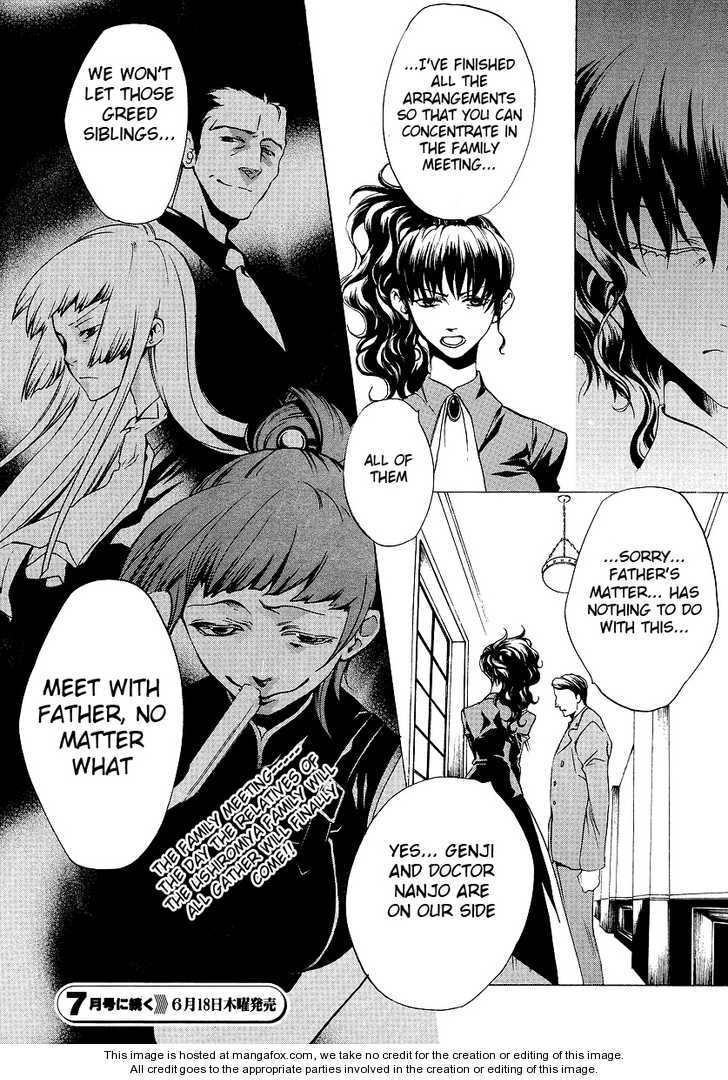 ...I'VE FINISHED
ALL THE
ARRANGEMENTS
SO THAT YOU CAN
CONCENTRATE IN
THE FAMILY
MEETING...
...SORRY...
FATHER'S
MATTER... HAS
NOTHING TO DO
WITH THIS...
YES... GENJI
AND DOCTOR
NANJO ARE
ON OUR SIDE
WE WON'T
LET THOSE
GREED
SIBLINGS...
ALL OF
THEM
MEET WITH
FATHER, NO
MATTER
WHAT
THE FAMILY MEETING......
THE DAY THE RELATIVES OF
THE USHIROMIYA FAMILY WILL
ALL GATHER WILL FINALLY
COME!!
7月号に続く 》》》 6月18日木曜発売
This image is hosted at mangafox.com, we take no credit for the creation or editing of this image.
All credit goes to the appropriate parties involved in the creation or editing of this image.